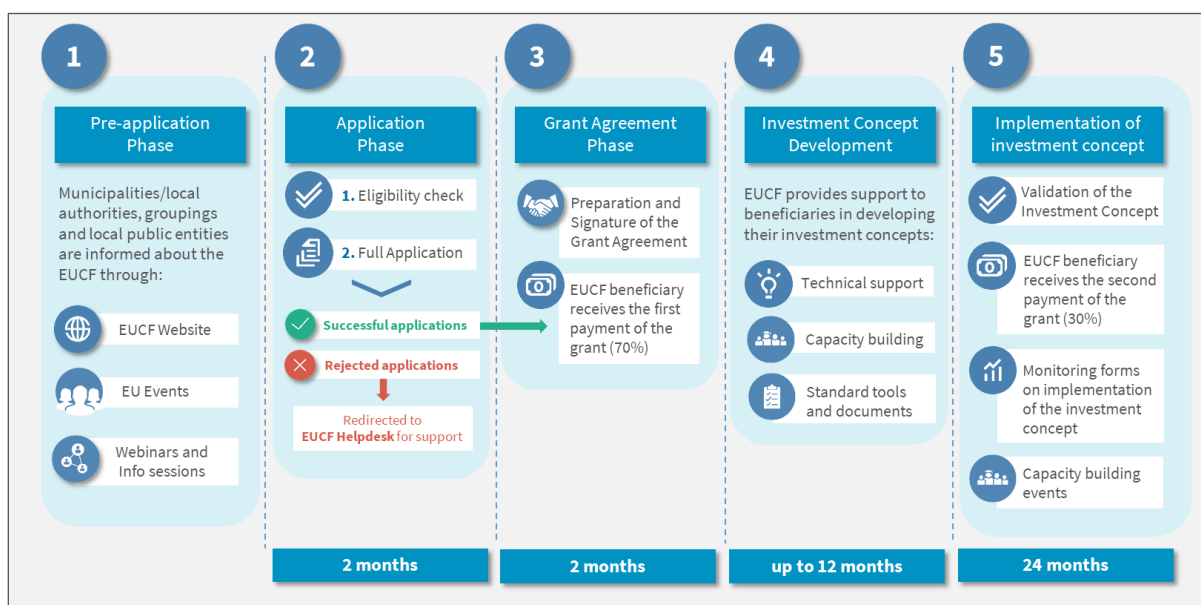 1
Pre-application
Phase
Municipalities/local
authorities, groupings
and local public entities
are informed about the
EUCF through:
EUCF Website
EU Events
Webinars and
Info sessions
2
Application
Phase
1. Eligibility check
2. Full Application
Successful applications
Rejected applications
Redirected to
EUCF Helpdesk for support
2 months
3
Grant Agreement
Phase
Preparation and
Signature of the
Grant Agreement
EUCF beneficiary
receives the first
payment of the
grant (70%)
2 months
4
Investment Concept
Development
EUCF provides support to
beneficiaries in developing
their investment concepts:
Technical support
Capacity building
Standard tools
and documents
up to 12 months
5
Implementation of
investment concept
Validation of the
Investment Concept
EUCF beneficiary
receives the second
payment of the
grant (30%)
Monitoring forms
on implementation
of the investment
concept
Capacity building
events
24 months